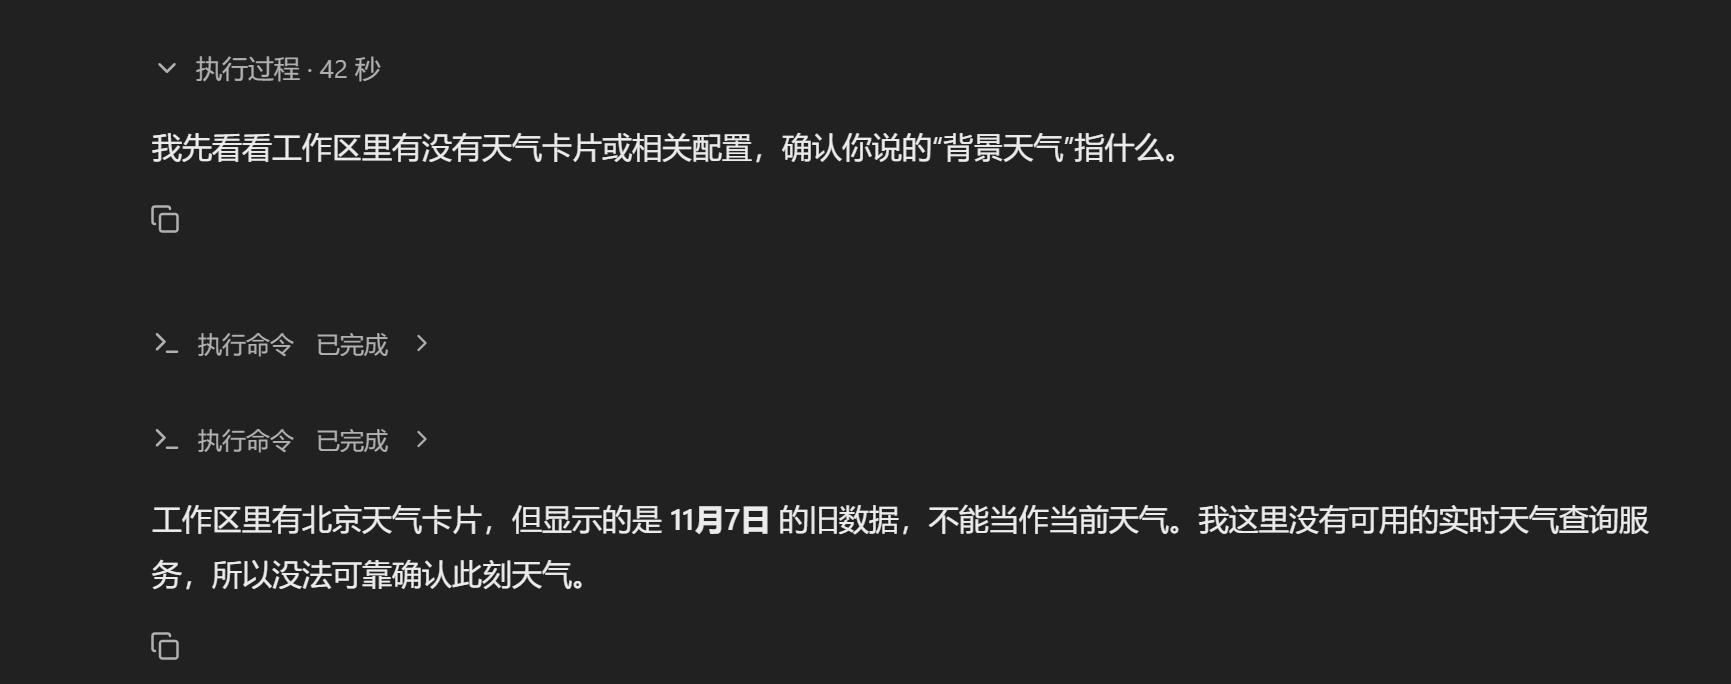 执行过程 · 42 秒
我先看看工作区里有没有天气卡片或相关配置，确认你说的“背景天气”指什么。
执行命令 已完成
执行命令 已完成
工作区里有北京天气卡片，但显示的是 11月7日 的旧数据，不能当作当前天气。我这里没有可用的实时天气查询服
务，所以没法可靠确认此刻天气。